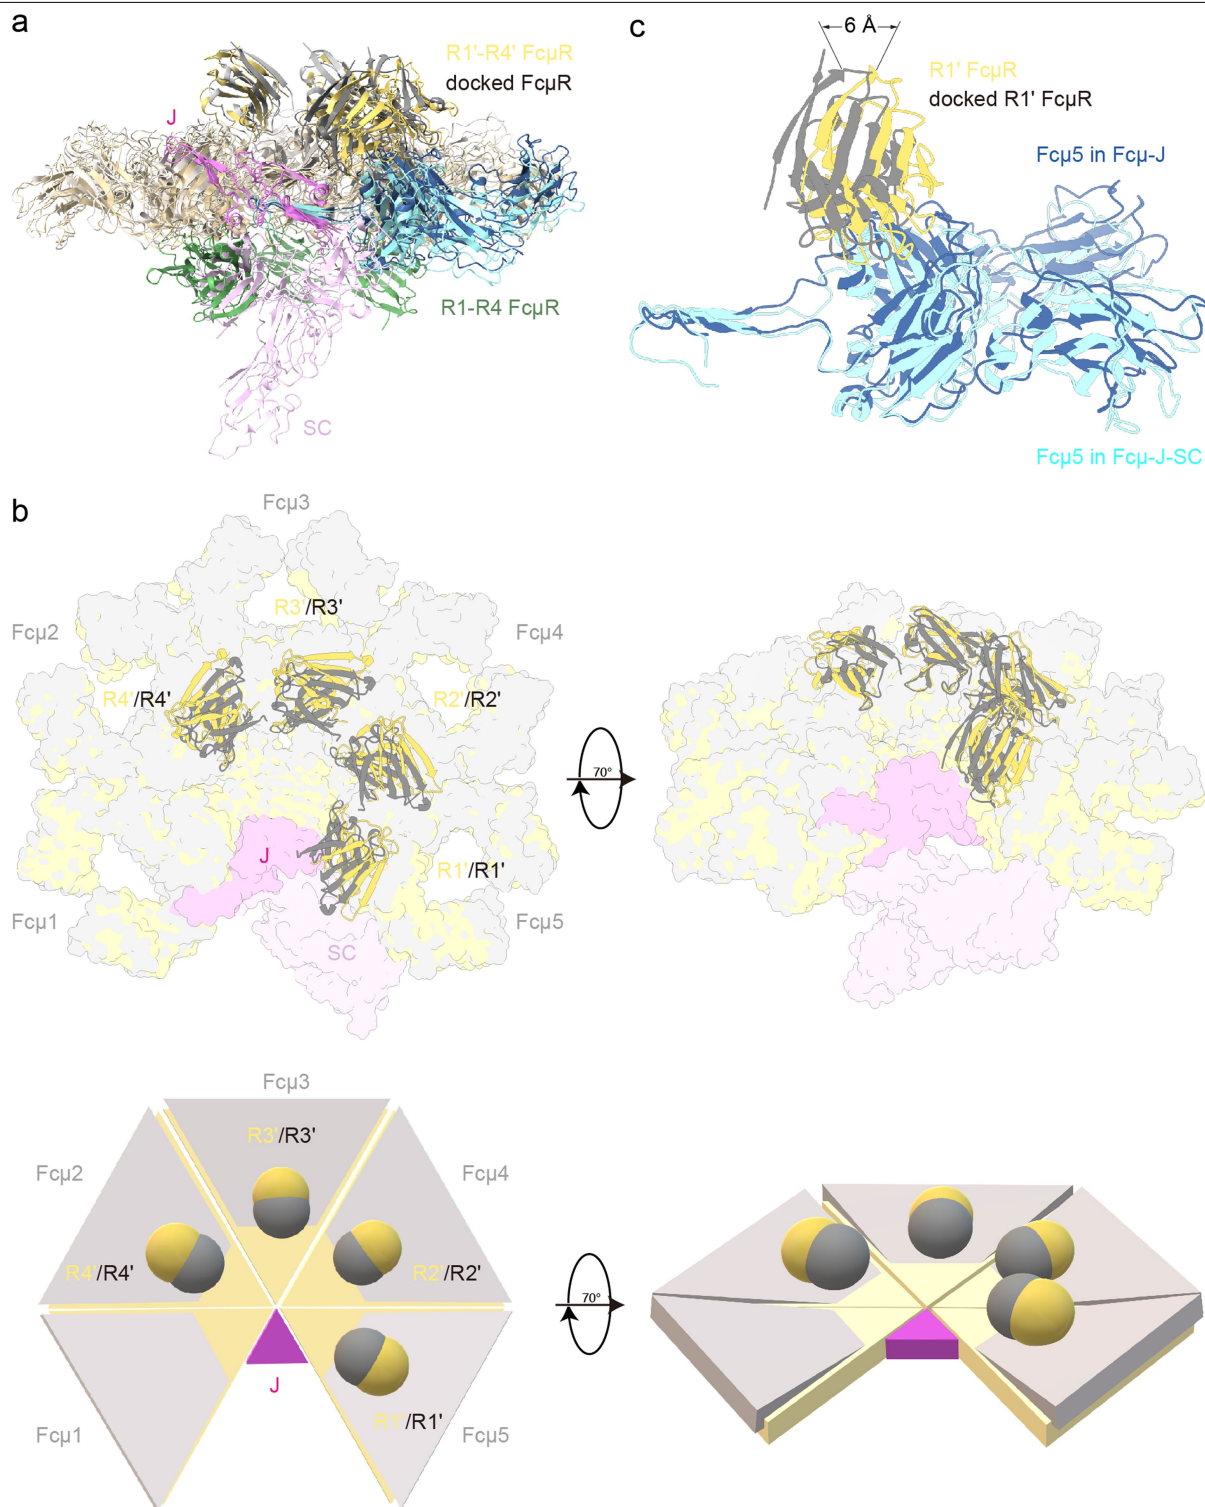 a
R1'-R4' FcμR
docked FcμR
J
R1-R4 FcμR
SC
c
6 Å
R1' FcμR
docked R1' FcμR
Fcμ5 in Fcμ-J
Fcμ5 in Fcμ-J-SC
b
Fcμ3
Fcμ2
R3'/R3'
Fcμ4
R4'/R4'
R2'/R2'
J
R1'/R1'
Fcμ1
SC
Fcμ5
70°
Fcμ3
R3'/R3'
Fcμ2
Fcμ4
R4'/R4'
R2'/R2'
J
R1'/R1'
Fcμ1
Fcμ5
70°